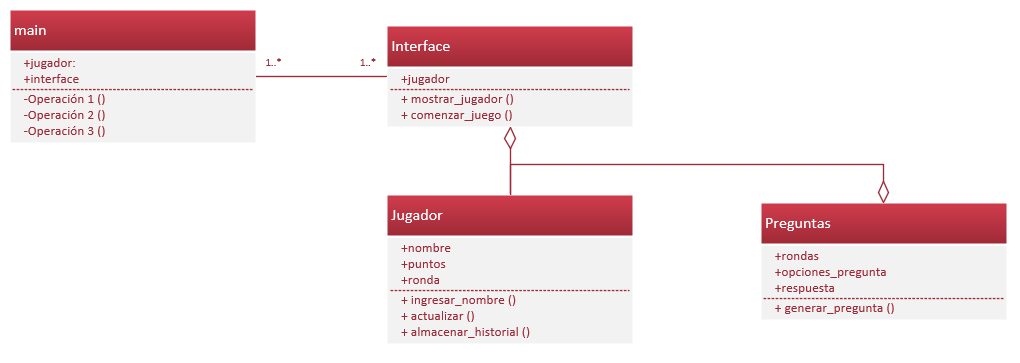 main
+jugador:
+interface
-Operación 1 ()
-Operación 2 ()
-Operación 3 ()
1..*
1..*
Interface
+jugador
+ mostrar_jugador ()
+ comenzar_juego ()
Jugador
+nombre
+puntos
+ronda
+ ingresar_nombre ()
+ actualizar ()
+ almacenar_historial ()
Preguntas
+rondas
+opciones_pregunta
+respuesta
+ generar_pregunta ()